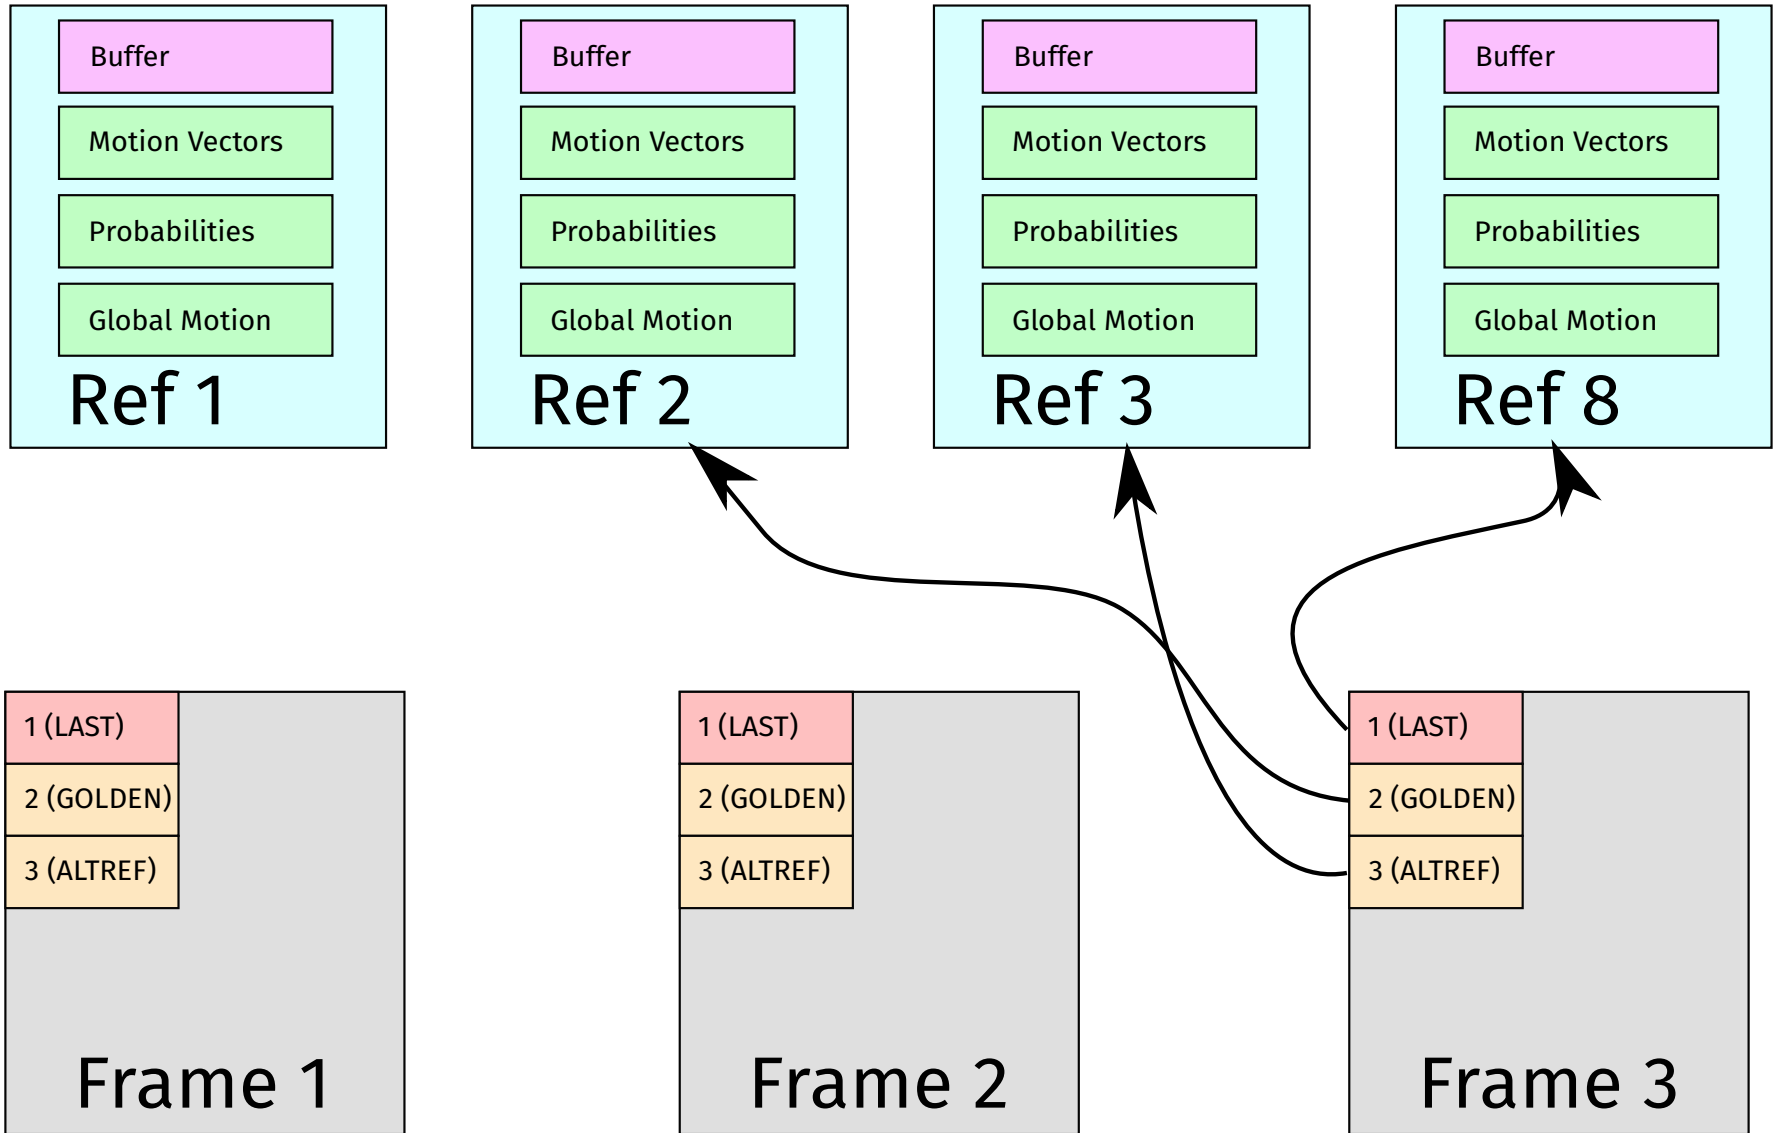 Buffer
Motion Vectors
Probabilities
Global Motion
Ref 1
Buffer
Motion Vectors
Probabilities
Global Motion
Ref 2
Buffer
Motion Vectors
Probabilities
Global Motion
Ref 3
Buffer
Motion Vectors
Probabilities
Global Motion
Ref 8
1 (LAST)
2 (GOLDEN)
3 (ALTREF)
Frame 1
1 (LAST)
2 (GOLDEN)
3 (ALTREF)
Frame 2
1 (LAST)
2 (GOLDEN)
3 (ALTREF)
Frame 3